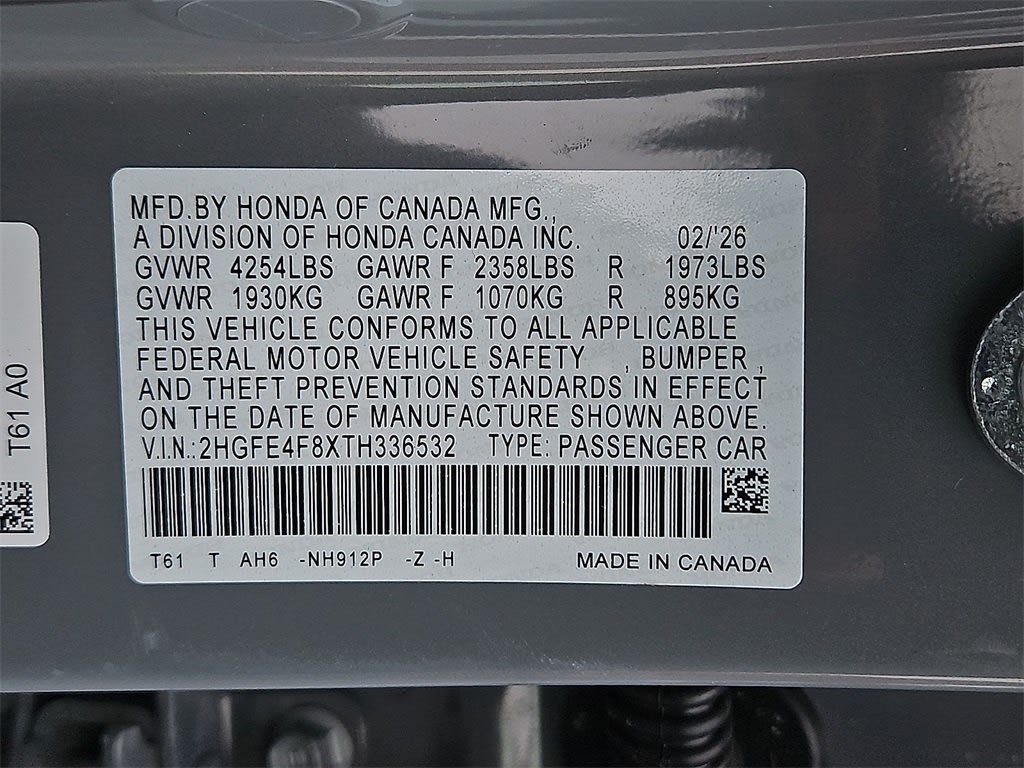 MFD.BY HONDA OF CANADA MFG.,
A DIVISION OF HONDA CANADA INC. 02/'26
GVWR 4254LBS GAWR F 2358LBS R 1973LBS
GVWR 1930KG GAWR F 1070KG R 895KG
THIS VEHICLE CONFORMS TO ALL APPLICABLE
FEDERAL MOTOR VEHICLE SAFETY , BUMPER ,
AND THEFT PREVENTION STANDARDS IN EFFECT
ON THE DATE OF MANUFACTURE SHOWN ABOVE.
V.I.N.:2HGFE4F8XTH336532 TYPE: PASSENGER CAR
T61 T AH6 -NH912P -Z -H MADE IN CANADA
T61 A0